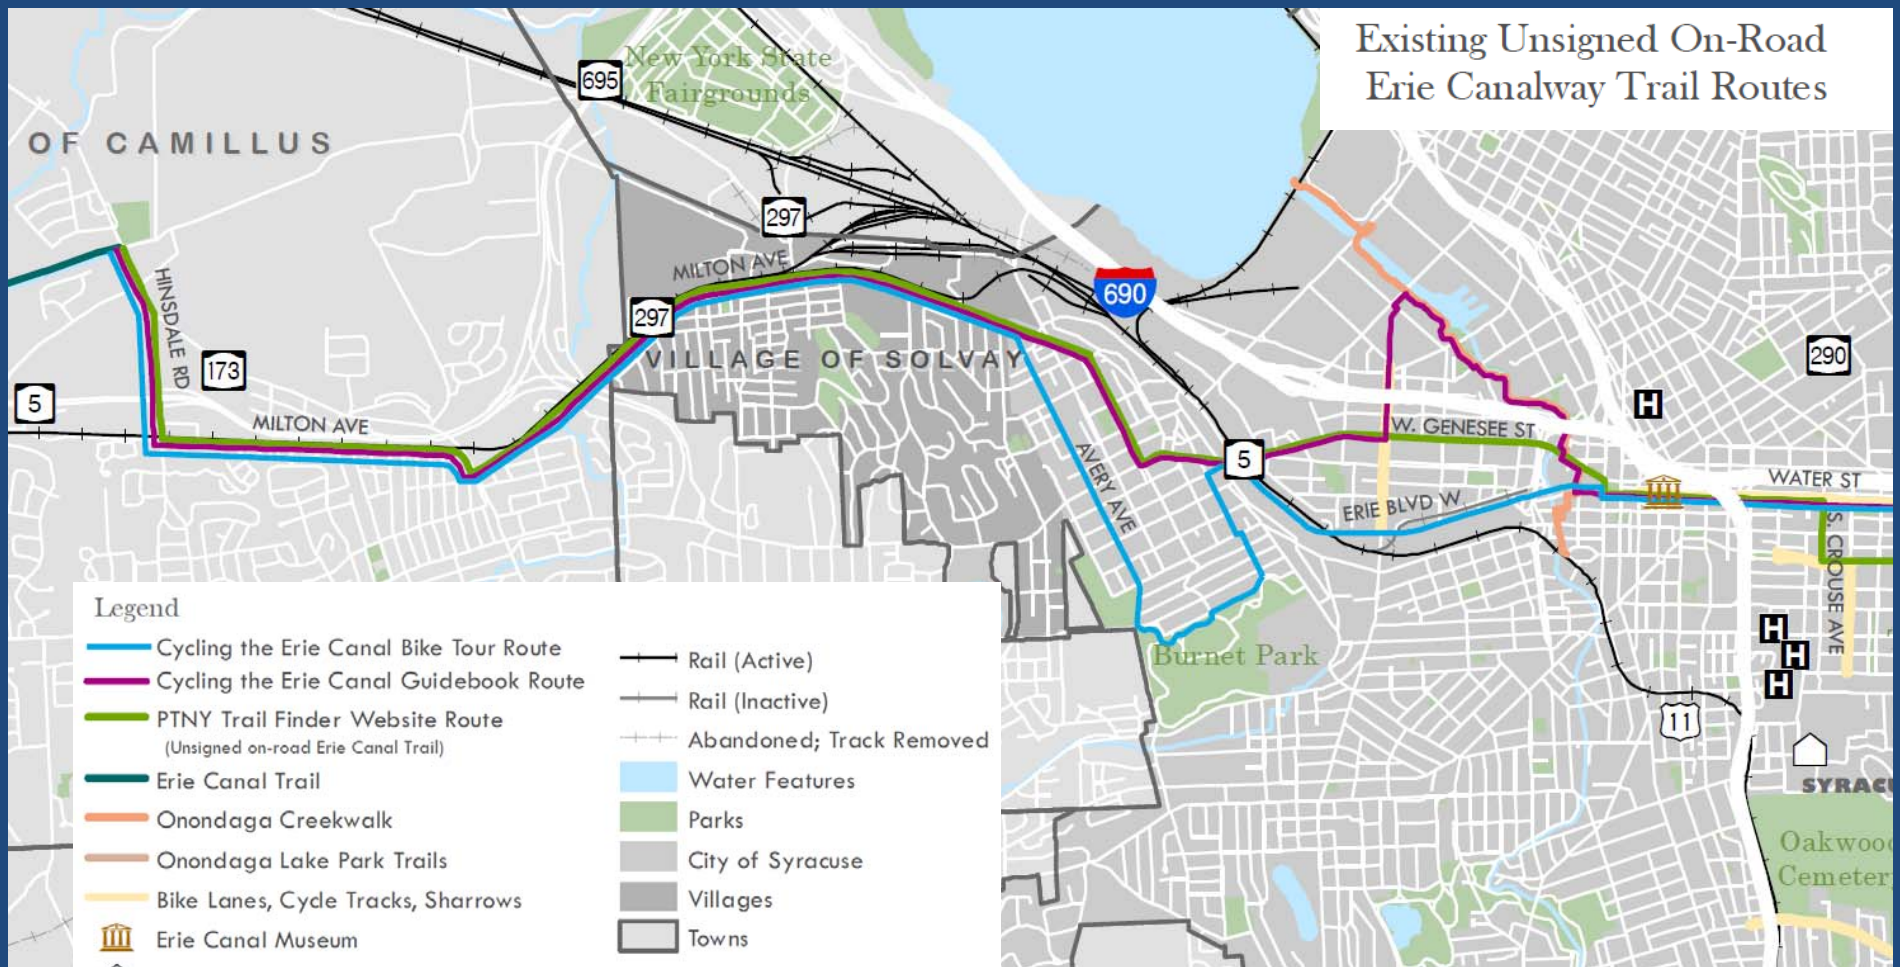 Existing Unsigned On-Road
Erie Canalway Trail Routes
New York State
Fairgrounds
695
OF CAMILLUS
297
MILTON AVE
690
HINSDALE RD
297
VILLAGE OF SOLVAY
173
5
MILTON AVE
290
H
W. GENESEE ST
5
AVERY AVE
ERIE BLVD W
WATER ST
S. CROUSE AVE
H
H
H
Burnet Park
11
SYRACU
Oakwood
Cemeter
Legend
Cycling the Erie Canal Bike Tour Route
Cycling the Erie Canal Guidebook Route
PTNY Trail Finder Website Route
(Unsigned on-road Erie Canal Trail)
Erie Canal Trail
Onondaga Creekwalk
Onondaga Lake Park Trails
Bike Lanes, Cycle Tracks, Sharrows
Erie Canal Museum
Rail (Active)
Rail (Inactive)
Abandoned; Track Removed
Water Features
Parks
City of Syracuse
Villages
Towns